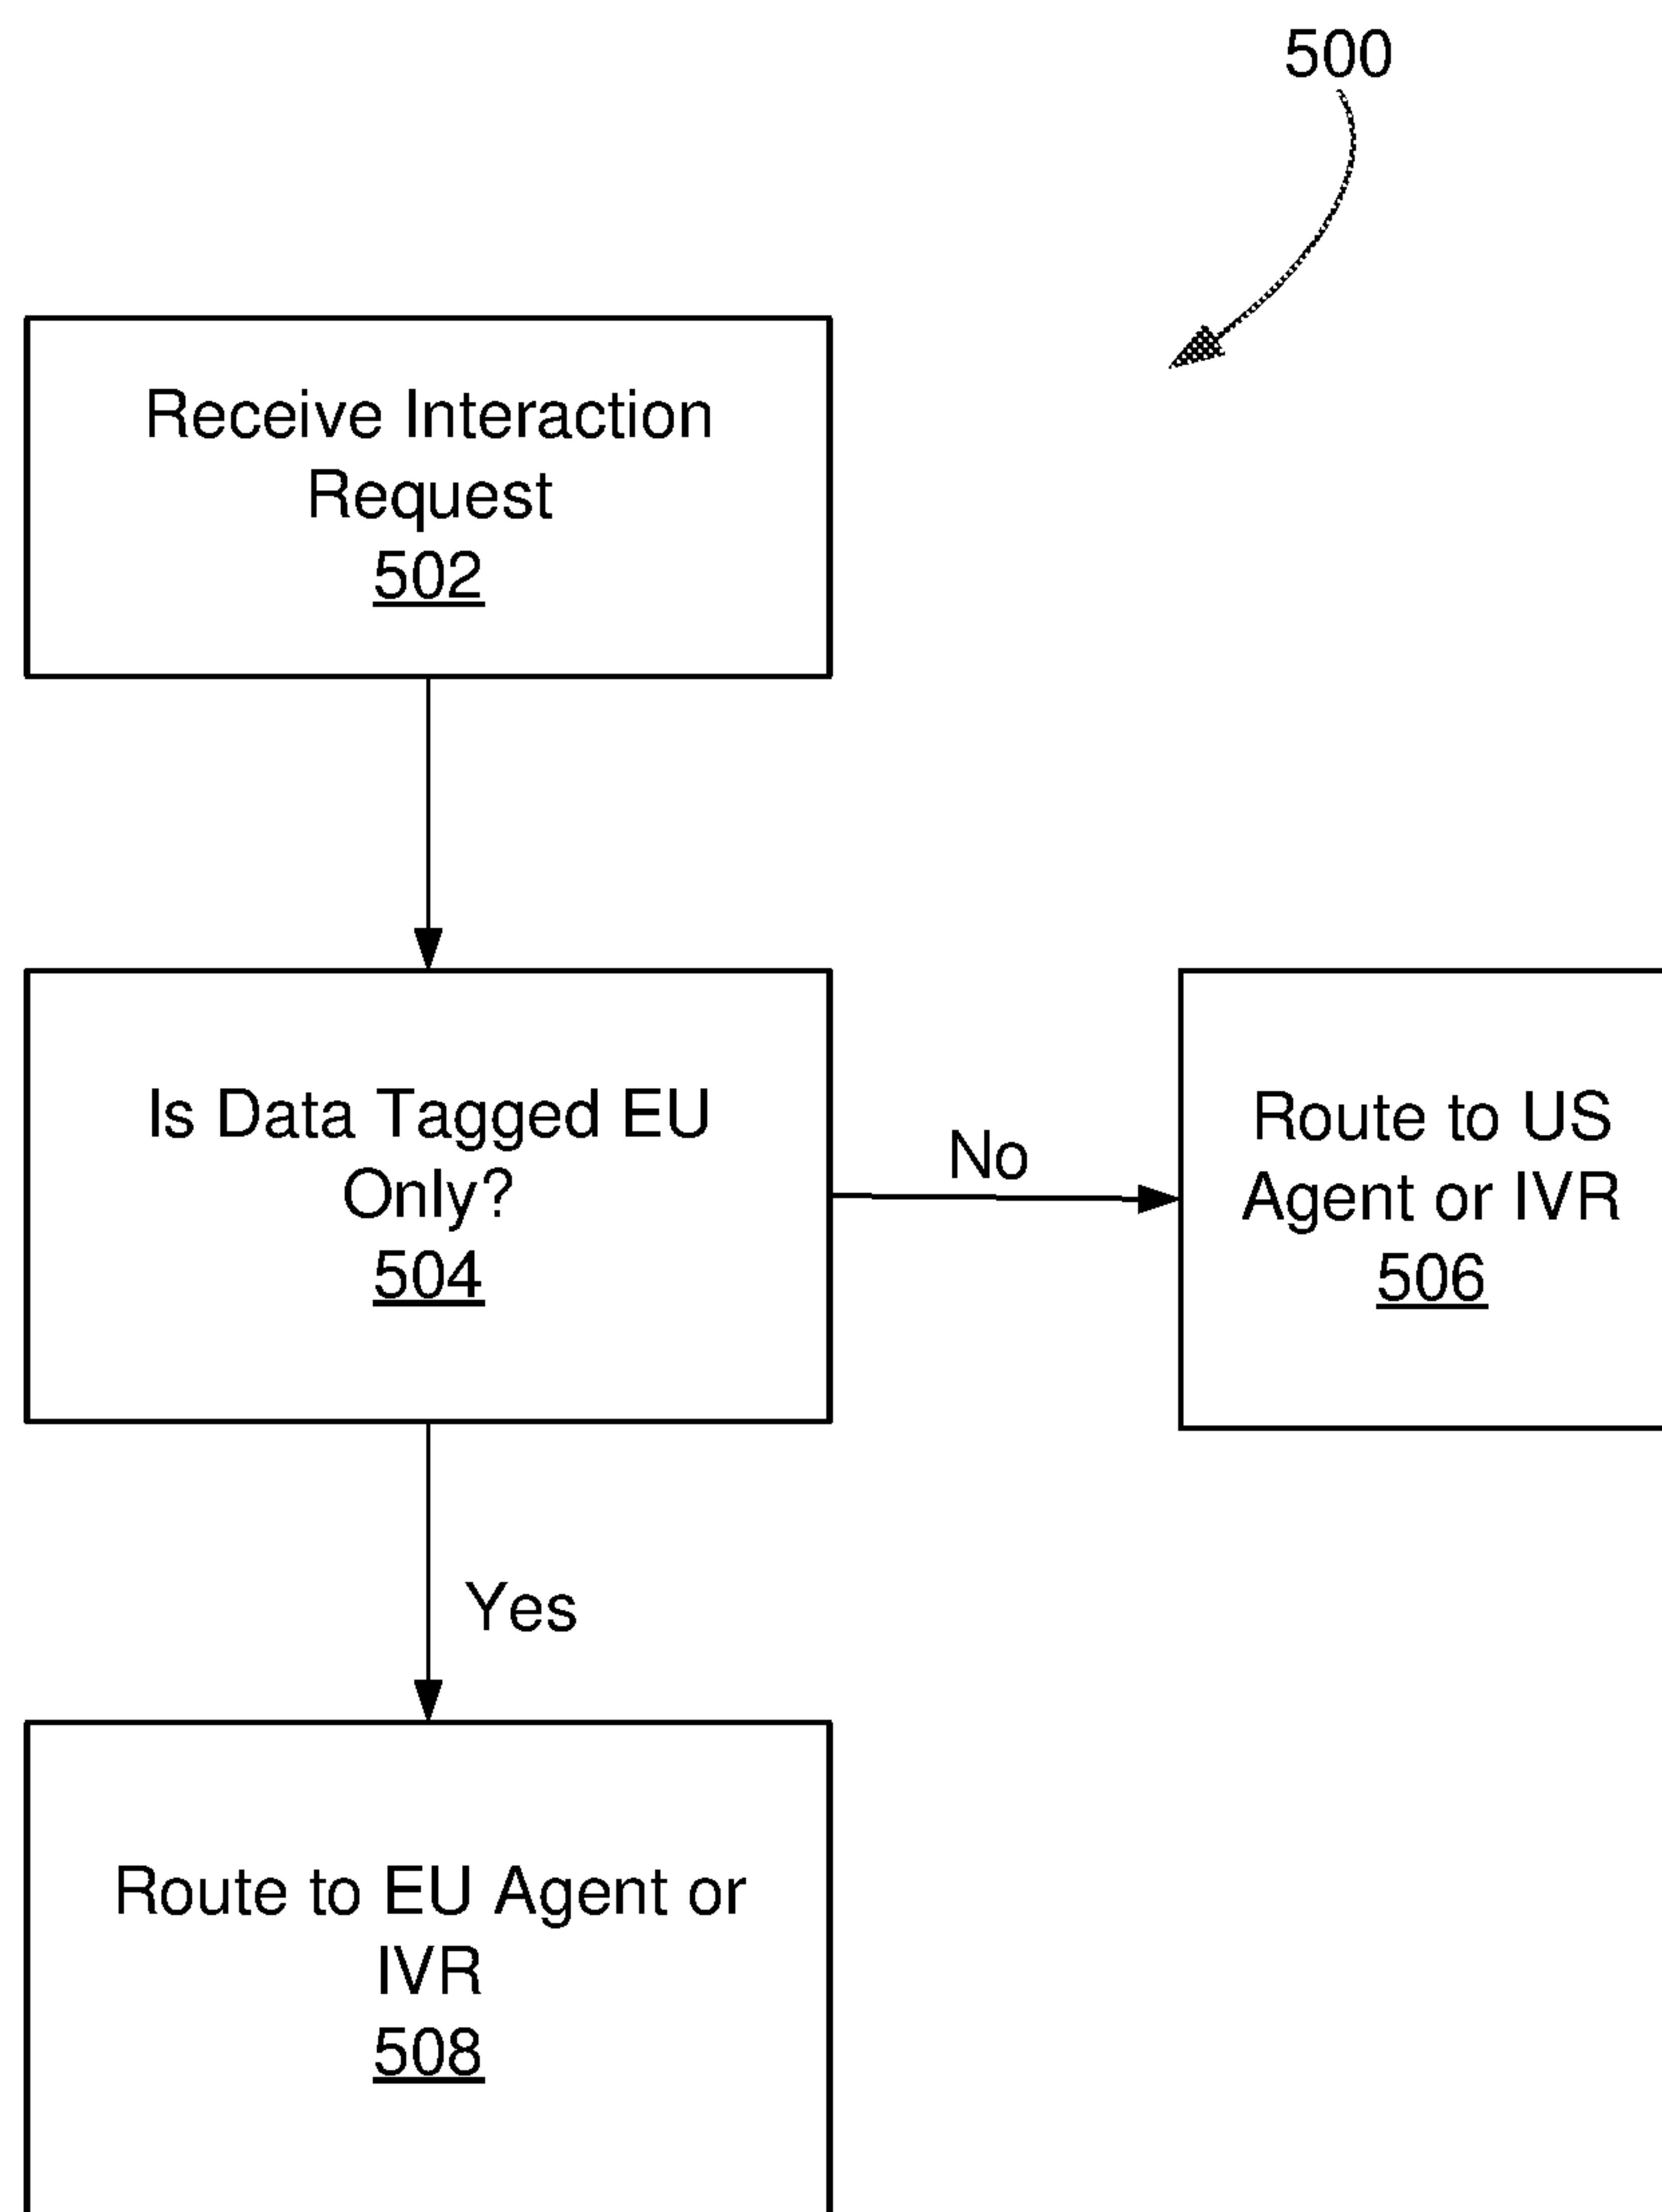 500
Receive Interaction
Request
502
Is Data Tagged EU
Only?
504
No
Route to US
Agent or IVR
506
Yes
Route to EU Agent or
IVR
508